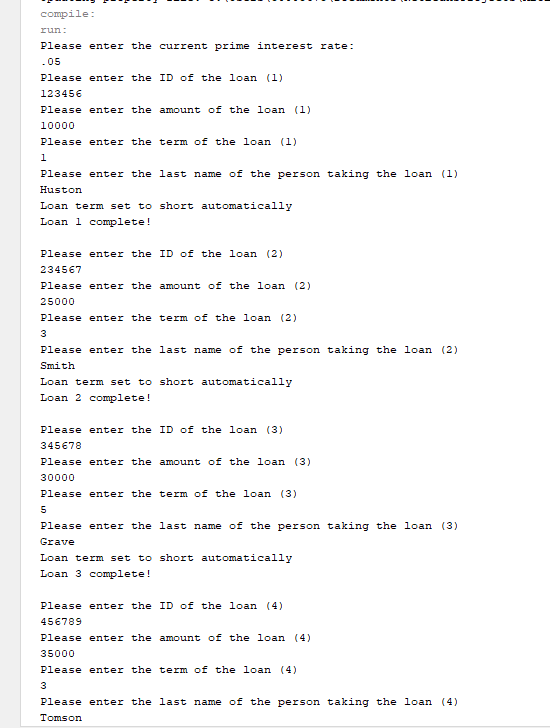 compile:
run:
Please enter the current prime interest rate:
.05
Please enter the ID of the loan (1)
123456
Please enter the amount of the loan (1)
10000
Please enter the term of the loan (1)
1
Please enter the last name of the person taking the loan (1)
Huston
Loan term set to short automatically
Loan 1 complete!

Please enter the ID of the loan (2)
234567
Please enter the amount of the loan (2)
25000
Please enter the term of the loan (2)
3
Please enter the last name of the person taking the loan (2)
Smith
Loan term set to short automatically
Loan 2 complete!

Please enter the ID of the loan (3)
345678
Please enter the amount of the loan (3)
30000
Please enter the term of the loan (3)
5
Please enter the last name of the person taking the loan (3)
Grave
Loan term set to short automatically
Loan 3 complete!

Please enter the ID of the loan (4)
456789
Please enter the amount of the loan (4)
35000
Please enter the term of the loan (4)
3
Please enter the last name of the person taking the loan (4)
Tomson